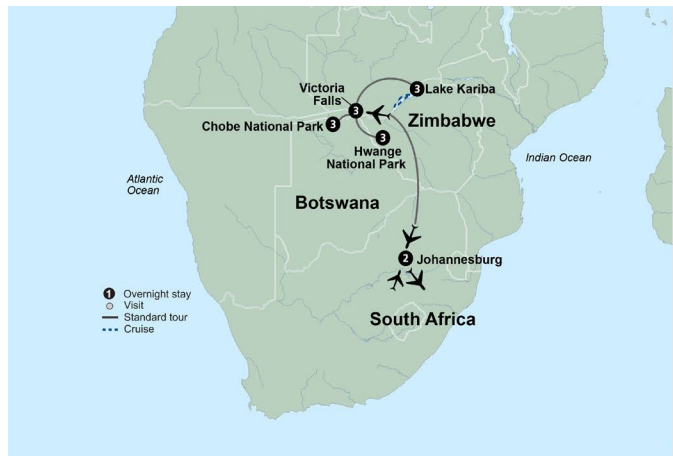 Victoria
Falls
3
3
Lake Kariba
Chobe National Park
3
Zimbabwe
3
Hwange
National Park
Indian Ocean
Atlantic
Ocean
Botswana
2
Johannesburg
1 Overnight stay
Visit
Standard tour
Cruise
South Africa